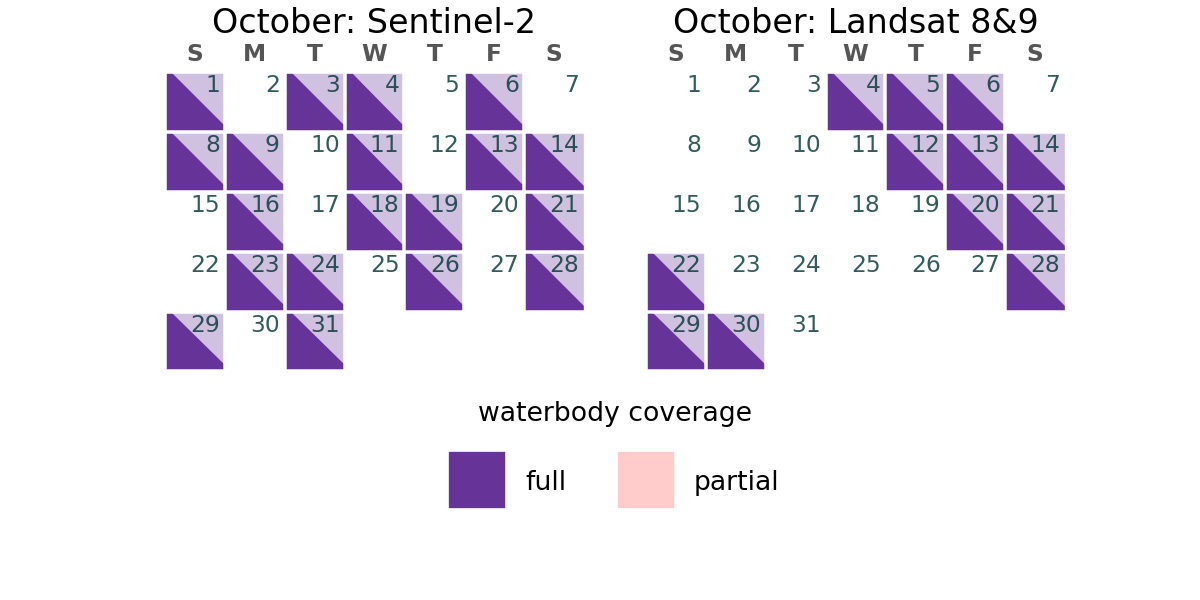 October: Sentinel-2
S M T W T F S
1 2 3 4 5 6 7
8 9 10 11 12 13 14
15 16 17 18 19 20 21
22 23 24 25 26 27 28
29 30 31
October: Landsat 8&9
S M T W T F S
1 2 3 4 5 6 7
8 9 10 11 12 13 14
15 16 17 18 19 20 21
22 23 24 25 26 27 28
29 30 31
waterbody coverage
full partial